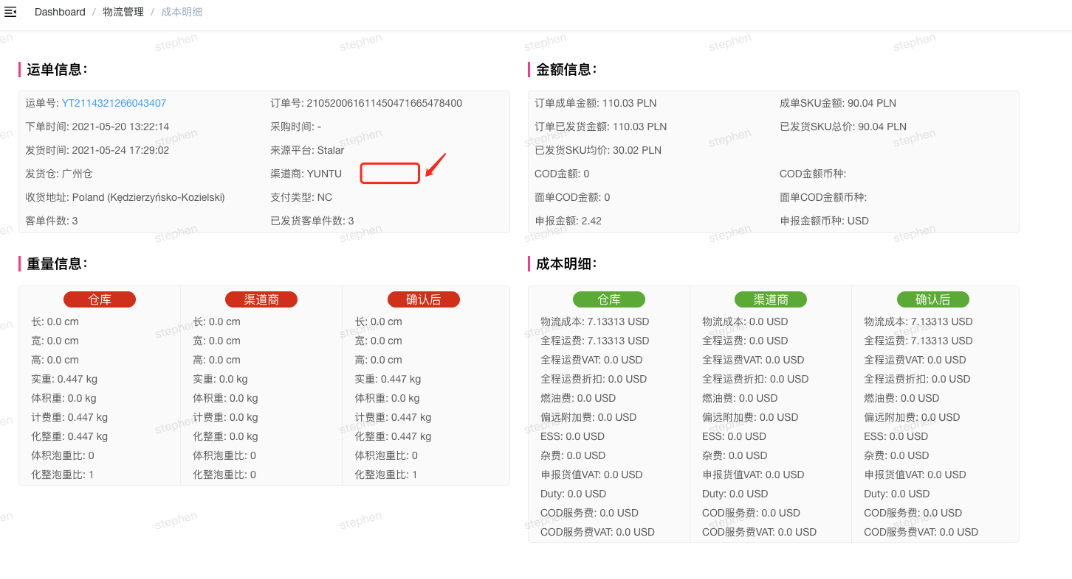 Dashboard / 物流管理 / 成本明细
运单信息:
运单号: YT2114321266043407 订单号: 210520061611450471665478400
下单时间: 2021-05-20 13:22:14 采购时间: -
发货时间: 2021-05-24 17:29:02 来源平台: Stalar
发货仓: 广州仓 渠道商: YUNTU
收货地址: Poland (Kędzierzyńsko-Kozielski) 支付类型: NC
客单件数: 3 已发货客单件数: 3
金额信息:
订单成单金额: 110.03 PLN 成单SKU金额: 90.04 PLN
订单已发货金额: 110.03 PLN 已发货SKU总价: 90.04 PLN
已发货SKU均价: 30.02 PLN
COD金额: 0 COD金额币种:
面单COD金额: 0 面单COD金额币种:
申报金额: 2.42 申报金额币种: USD
重量信息:
仓库 渠道商 确认后
长: 0.0 cm 长: 0.0 cm 长: 0.0 cm
宽: 0.0 cm 宽: 0.0 cm 宽: 0.0 cm
高: 0.0 cm 高: 0.0 cm 高: 0.0 cm
实重: 0.447 kg 实重: 0.0 kg 实重: 0.447 kg
体积重: 0.0 kg 体积重: 0.0 kg 体积重: 0.0 kg
计费重: 0.447 kg 计费重: 0.0 kg 计费重: 0.447 kg
化整重: 0.447 kg 化整重: 0.0 kg 化整重: 0.447 kg
体积泡重比: 0 体积泡重比: 0 体积泡重比: 0
化整泡重比: 1 化整泡重比: 0 化整泡重比: 1
成本明细:
仓库 渠道商 确认后
物流成本: 7.13313 USD 物流成本: 0.0 USD 物流成本: 7.13313 USD
全程运费: 7.13313 USD 全程运费: 0.0 USD 全程运费: 7.13313 USD
全程运费VAT: 0.0 USD 全程运费VAT: 0.0 USD 全程运费VAT: 0.0 USD
全程运费折扣: 0.0 USD 全程运费折扣: 0.0 USD 全程运费折扣: 0.0 USD
燃油费: 0.0 USD 燃油费: 0.0 USD 燃油费: 0.0 USD
偏远附加费: 0.0 USD 偏远附加费: 0.0 USD 偏远附加费: 0.0 USD
ESS: 0.0 USD ESS: 0.0 USD ESS: 0.0 USD
杂费: 0.0 USD 杂费: 0.0 USD 杂费: 0.0 USD
申报货值VAT: 0.0 USD 申报货值VAT: 0.0 USD 申报货值VAT: 0.0 USD
Duty: 0.0 USD Duty: 0.0 USD Duty: 0.0 USD
COD服务费: 0.0 USD COD服务费: 0.0 USD COD服务费: 0.0 USD
COD服务费VAT: 0.0 USD COD服务费VAT: 0.0 USD COD服务费VAT: 0.0 USD
stephen